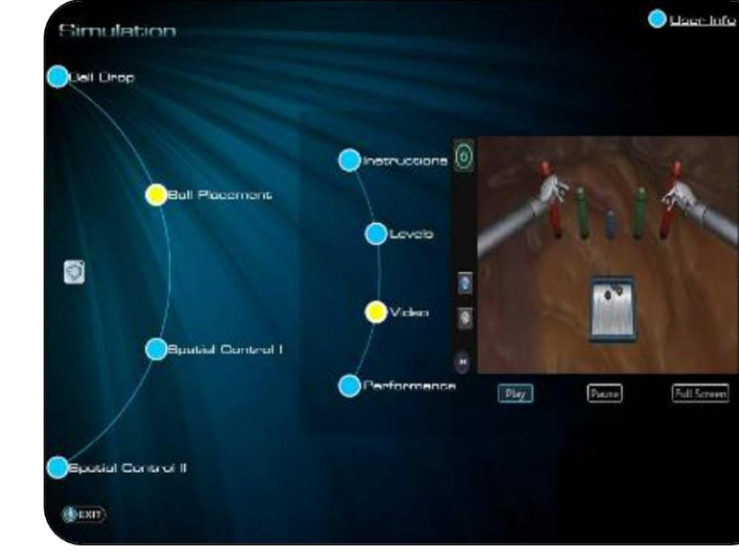 Simulation
User Info
Ball Drop
Ball Placement
Instructions
Levels
Video
Spatial Control I
Performance
Play
Pause
Full Screen
Spatial Control II
EXIT